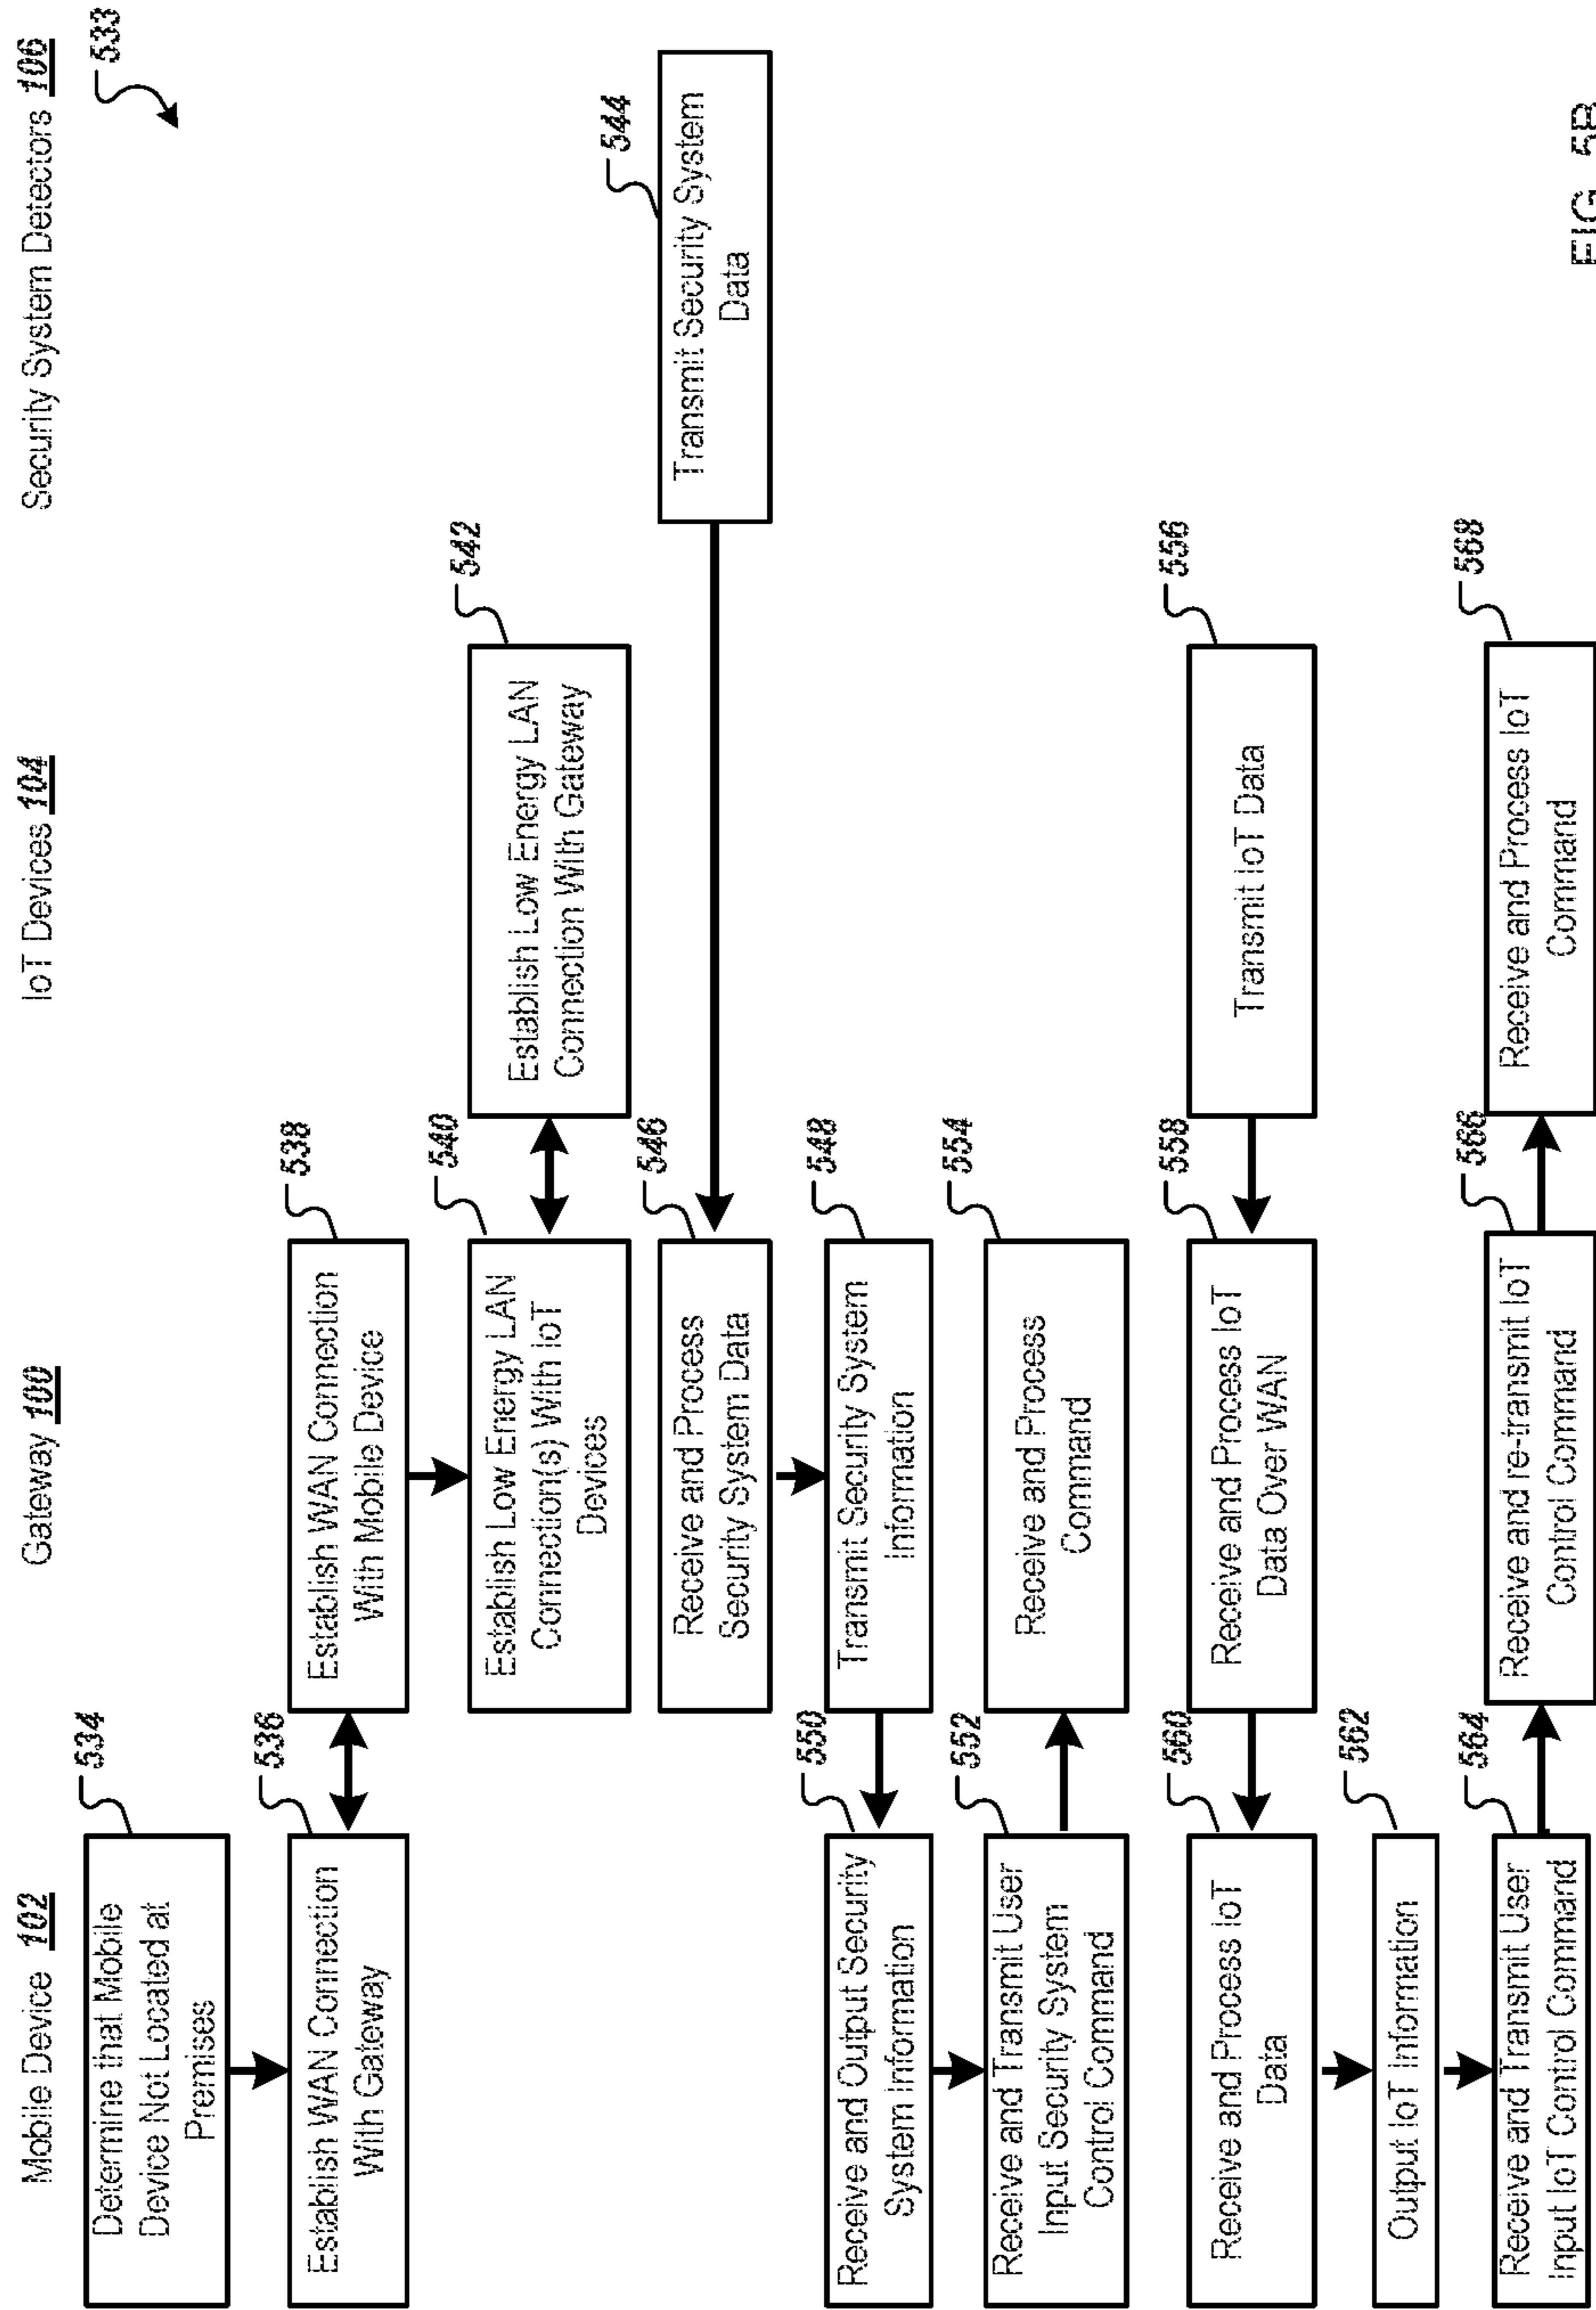 Mobile Device 102
Gateway 100
IoT Devices 104
Security System Detectors 106
533
534
Determine that Mobile
Device Not Located at
Premises
536
Establish WAN Connection
With Gateway
538
Establish WAN Connection
With Mobile Device
540
Establish Low Energy LAN
Connection(s) With IoT
Devices
542
Establish Low Energy LAN
Connection With Gateway
544
Transmit Security System
Data
546
Receive and Process
Security System Data
548
Transmit Security System
Information
550
Receive and Output Security
System Information
552
Receive and Transmit User
Input Security System
Control Command
554
Receive and Process
Command
556
Transmit IoT Data
558
Receive and Process IoT
Data Over WAN
560
Receive and Process IoT
Data
562
Output IoT Information
564
Receive and Transmit User
Input IoT Control Command
566
Receive and re-transmit IoT
Control Command
568
Receive and Process IoT
Command
FIG. 5B